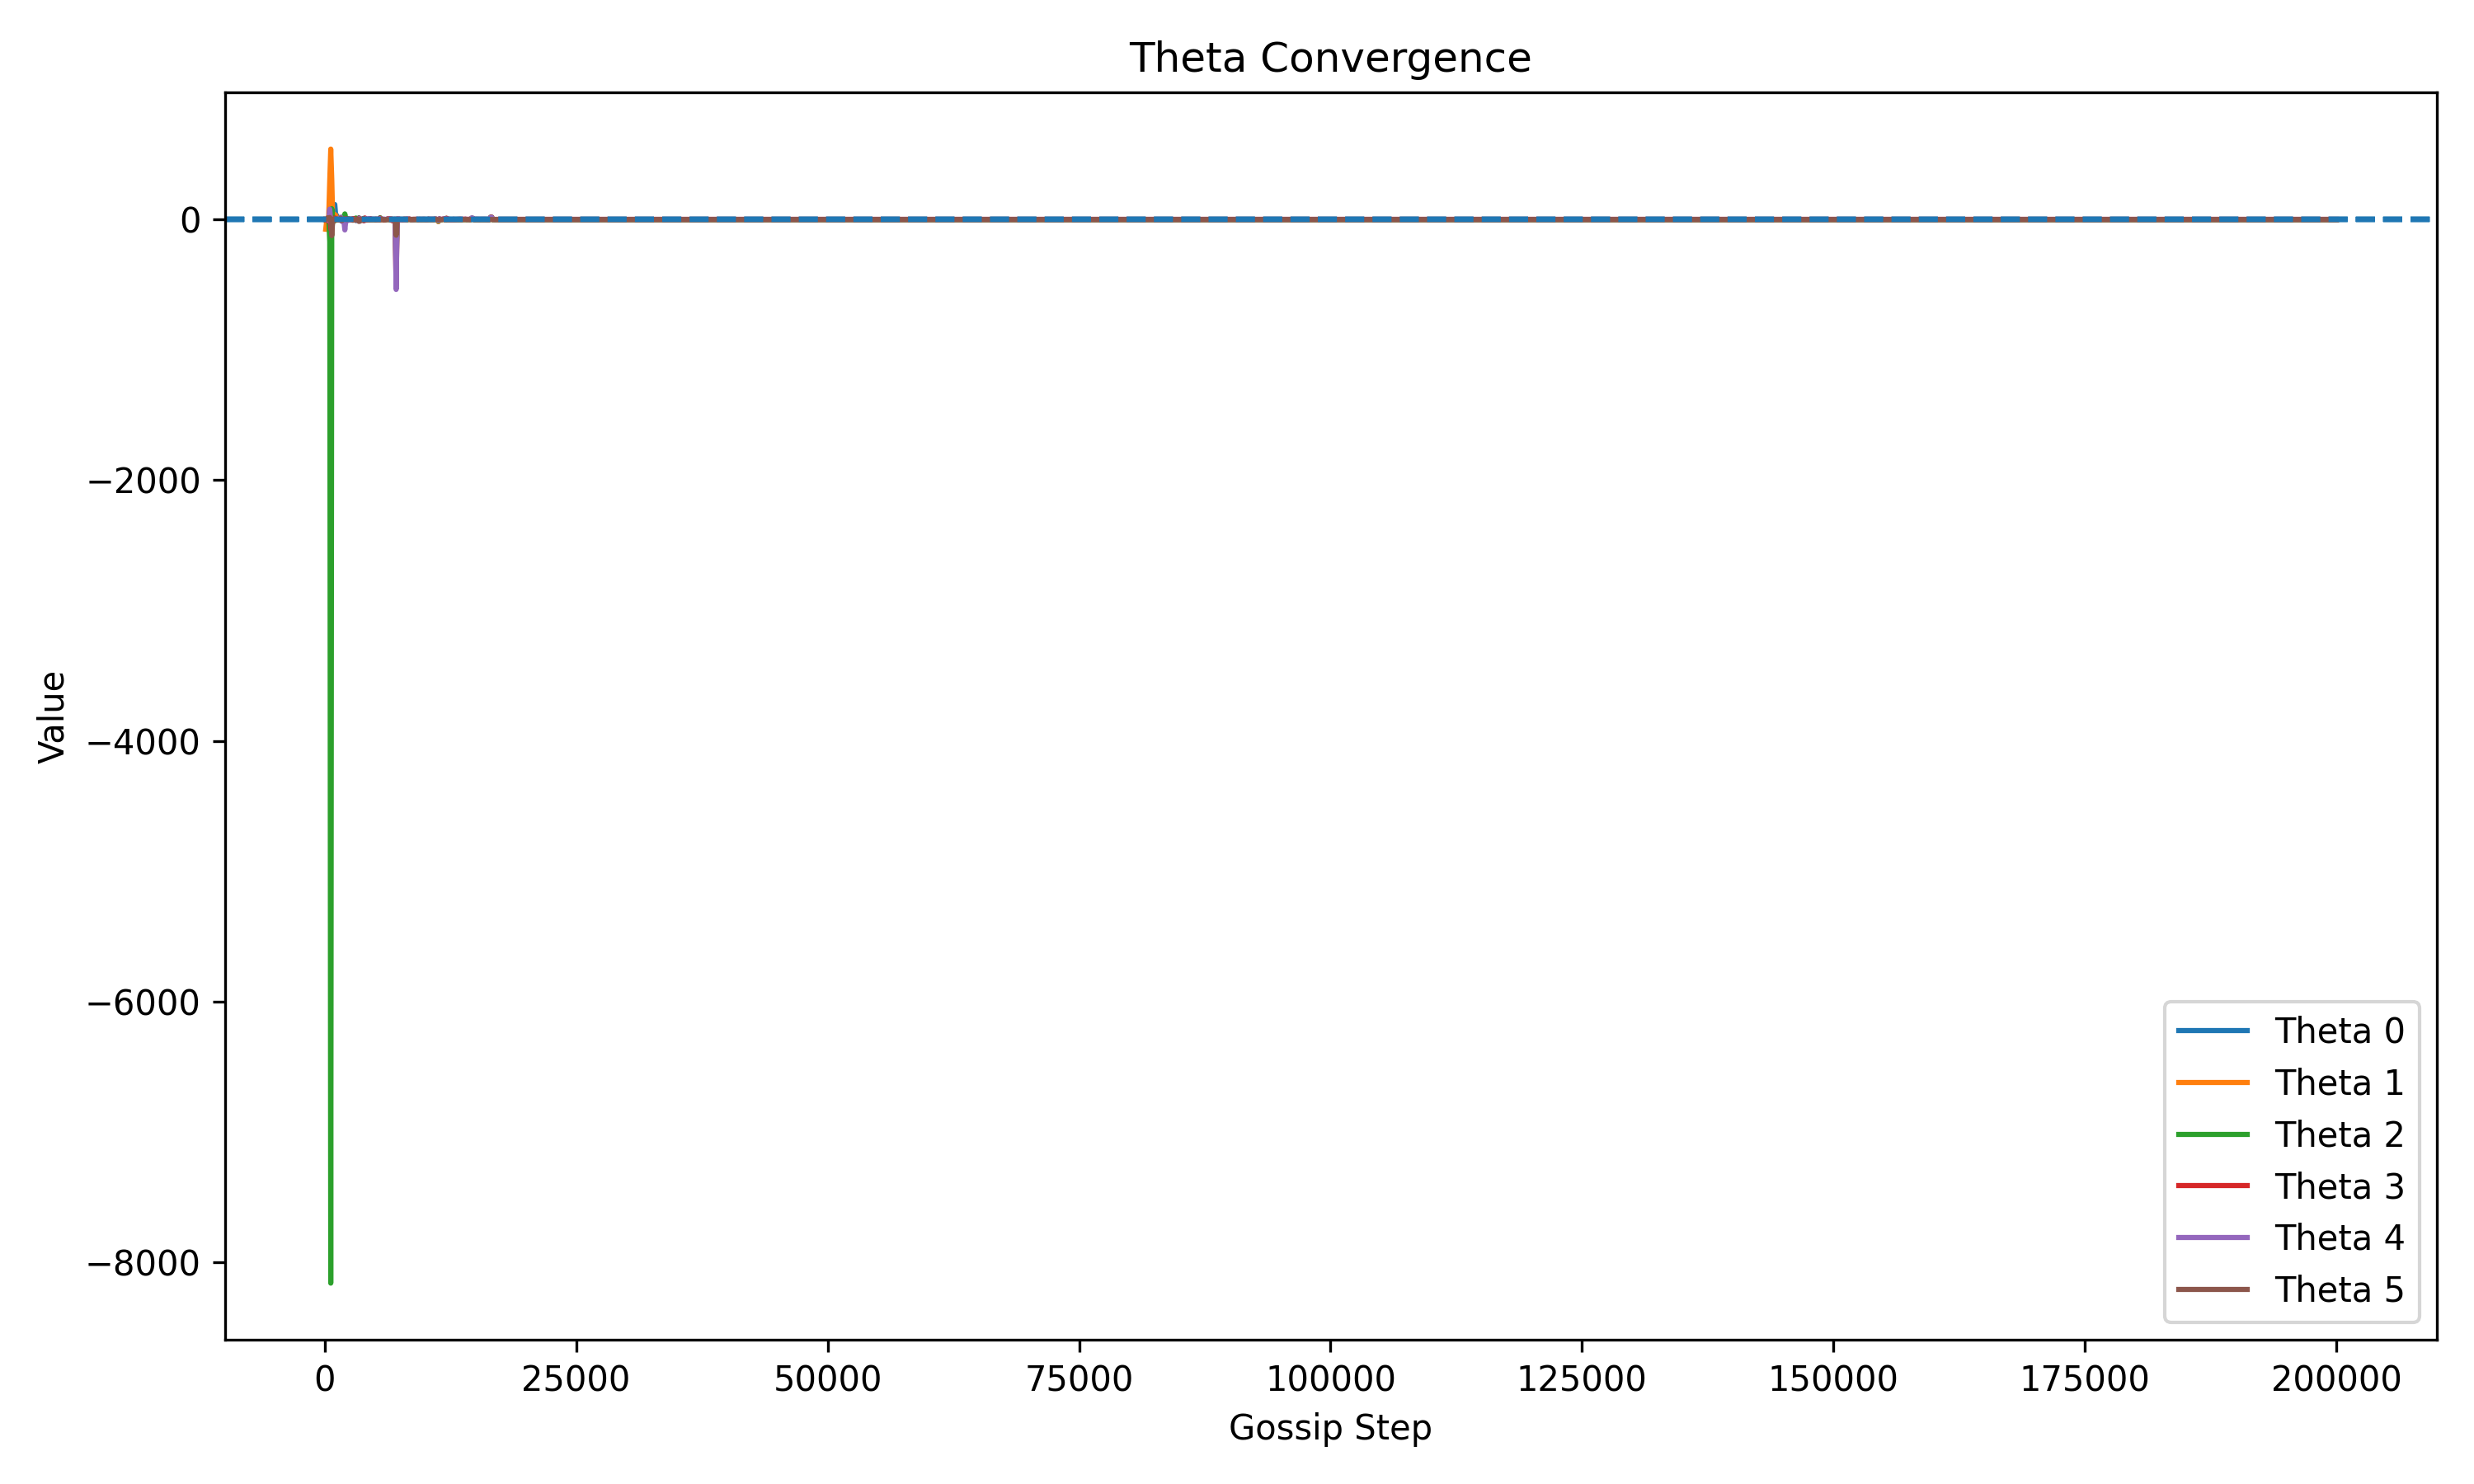 Theta Convergence
Value
0
−2000
−4000
−6000
−8000
Theta 0
Theta 1
Theta 2
Theta 3
Theta 4
Theta 5
0 25000 50000 75000 100000 125000 150000 175000 200000
Gossip Step